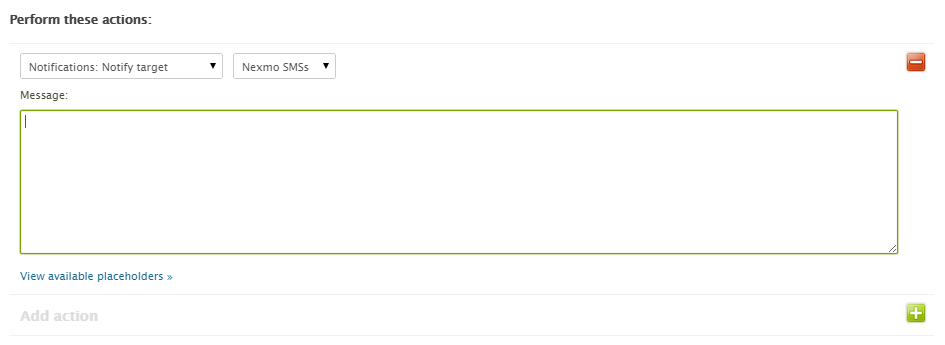 Perform these actions:
Notifications: Notify target
Nexmo SMSs
Message:
View available placeholders »
Add action